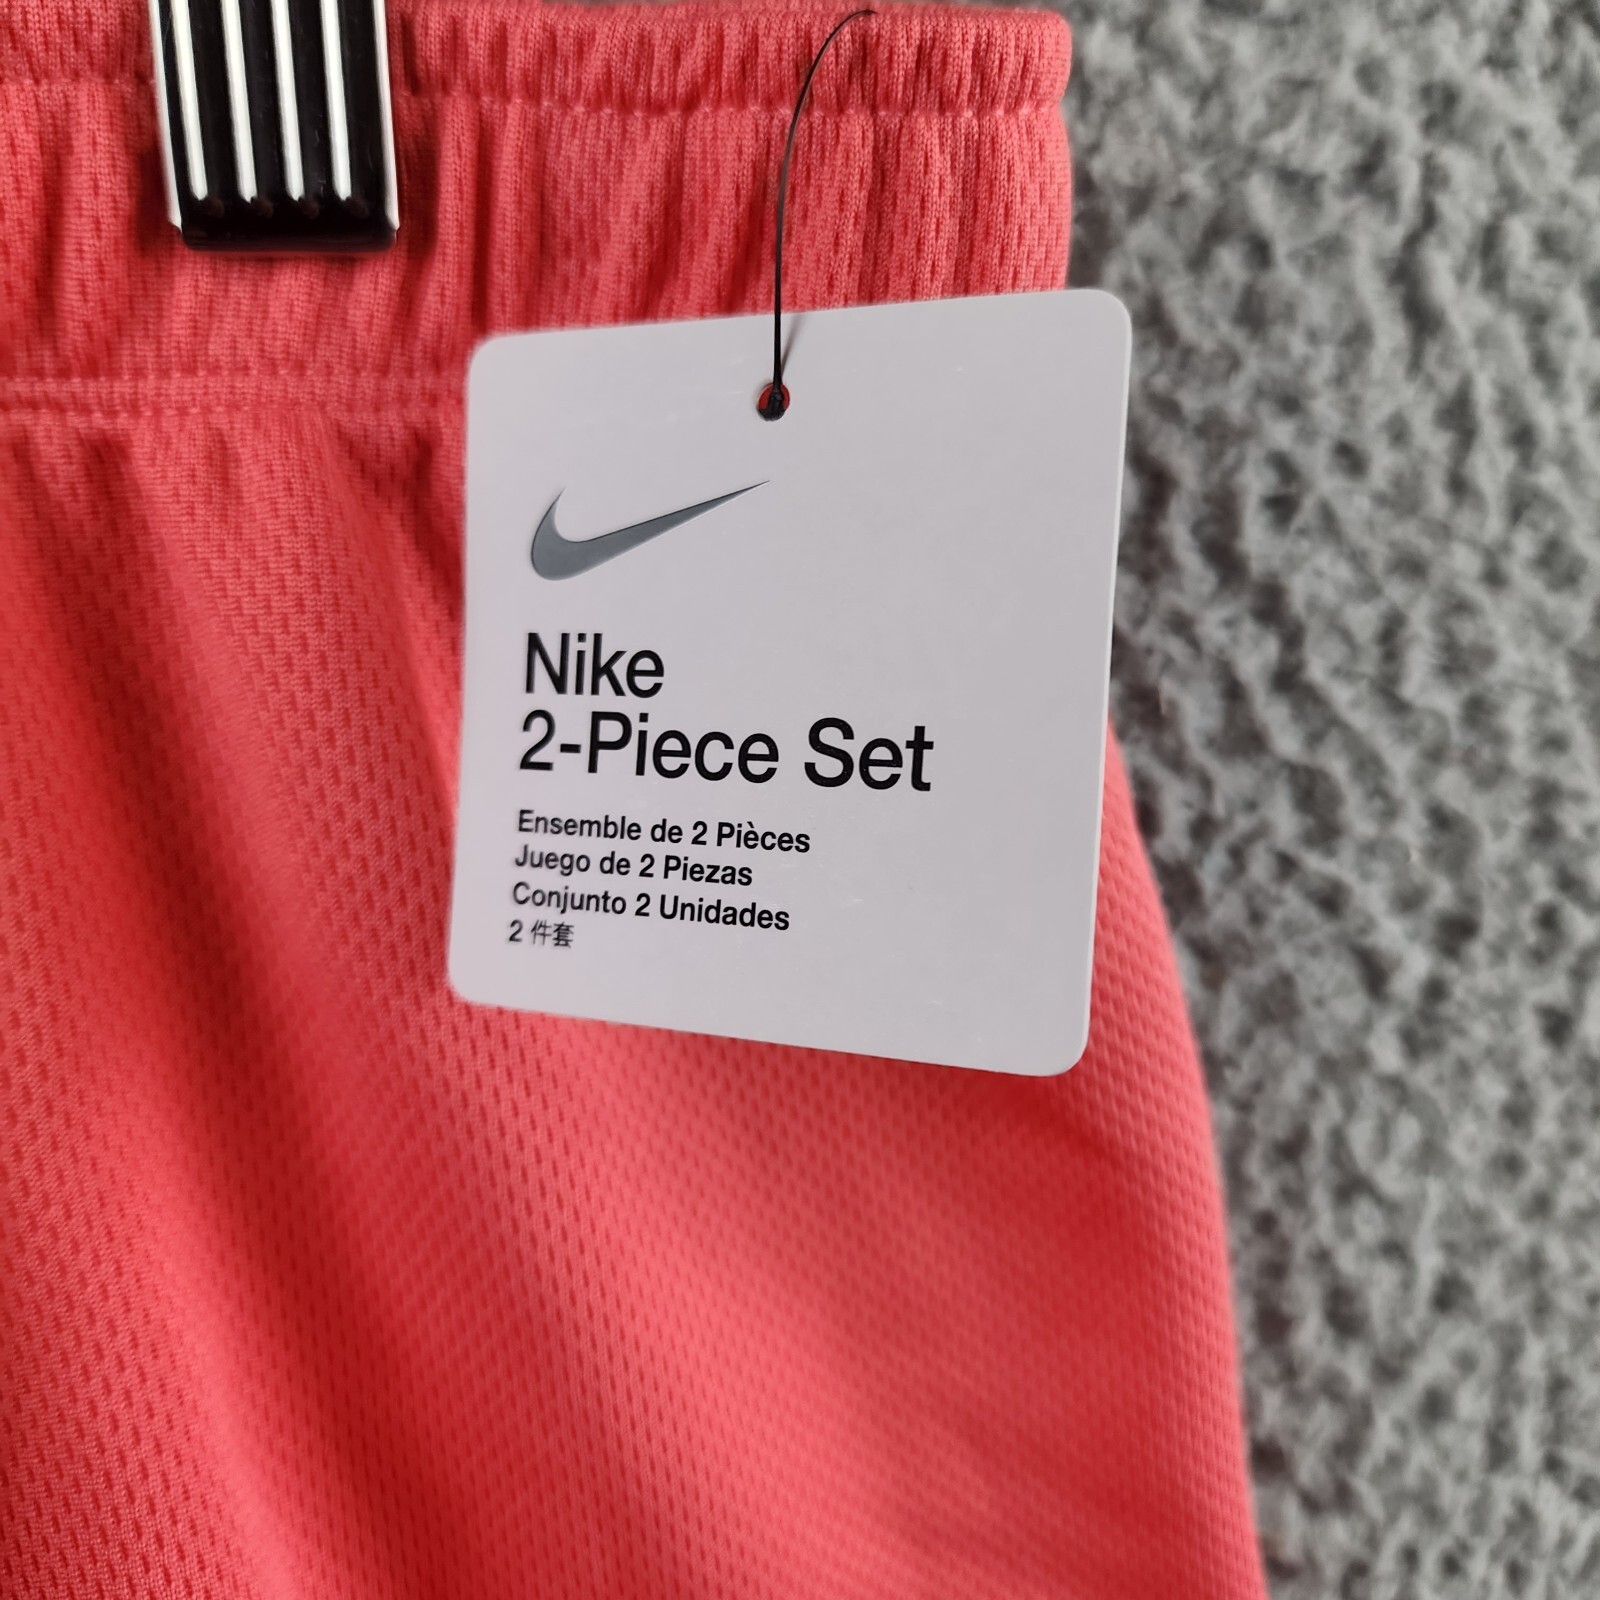 Nike
2-Piece Set
Ensemble de 2 Pièces
Juego de 2 Piezas
Conjunto 2 Unidades
2 件套